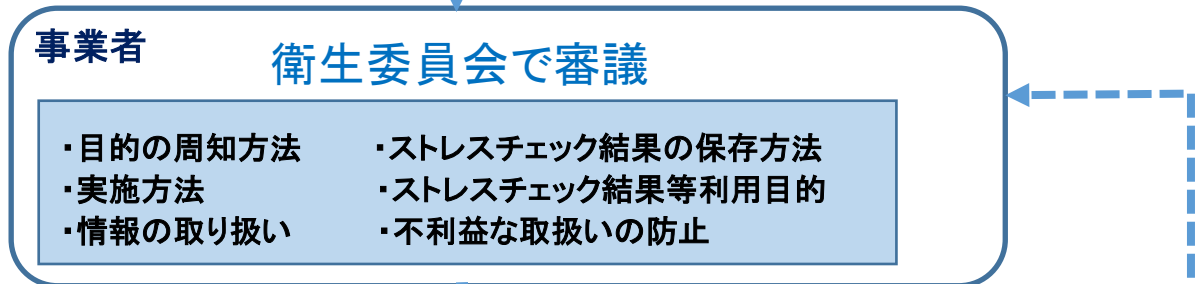 事業者
衛生委員会で審議
・目的の周知方法
・実施方法
・情報の取り扱い
・ストレスチェック結果の保存方法
・ストレスチェック結果等利用目的
・不利益な取扱いの防止